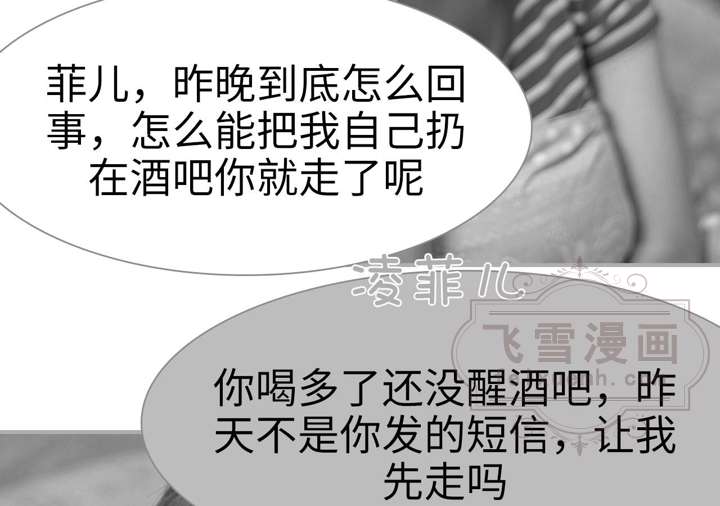 菲儿，昨晚到底怎么回
事，怎么能把我自己扔
在酒吧你就走了呢
凌菲儿
飞雪漫画
你喝多了还没醒酒吧，昨
天不是你发的短信，让我
先走吗